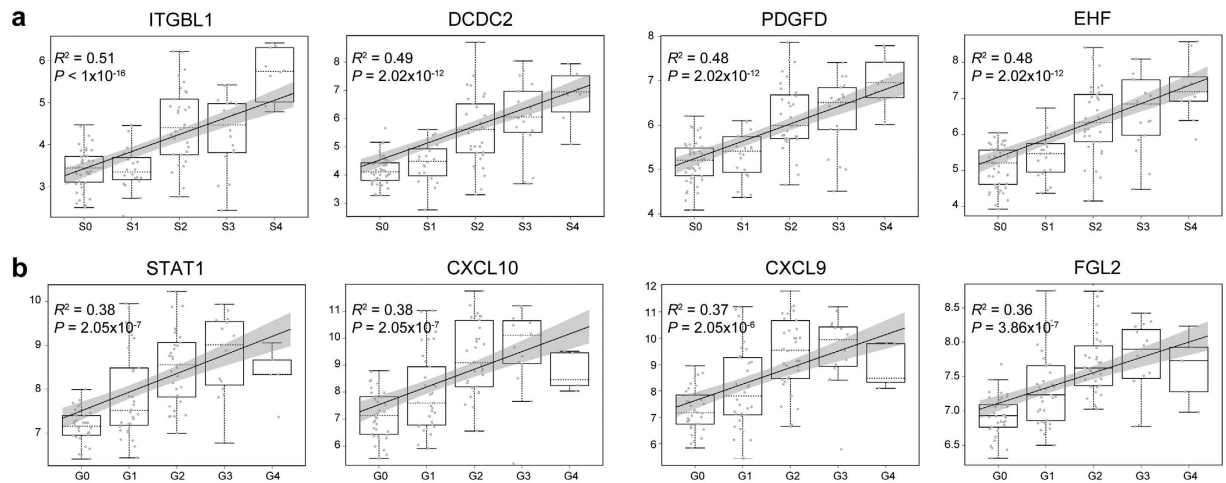 a
ITGBL1
R² = 0.51
P < 1x10⁻¹⁶
6
5
4
3
S0 S1 S2 S3 S4
DCDC2
R² = 0.49
P = 2.02x10⁻¹²
8
7
6
5
4
3
S0 S1 S2 S3 S4
PDGFD
R² = 0.48
P = 2.02x10⁻¹²
8
7
6
5
4
S0 S1 S2 S3 S4
EHF
R² = 0.48
P = 2.02x10⁻¹²
8
7
6
5
4
S0 S1 S2 S3 S4
b
STAT1
R² = 0.38
P = 2.05x10⁻⁷
10
9
8
7
G0 G1 G2 G3 G4
CXCL10
R² = 0.38
P = 2.05x10⁻⁷
11
10
9
8
7
6
G0 G1 G2 G3 G4
CXCL9
R² = 0.37
P = 2.05x10⁻⁶
12
11
10
9
8
7
6
G0 G1 G2 G3 G4
FGL2
R² = 0.36
P = 3.86x10⁻⁷
8.5
8.0
7.5
7.0
6.5
G0 G1 G2 G3 G4